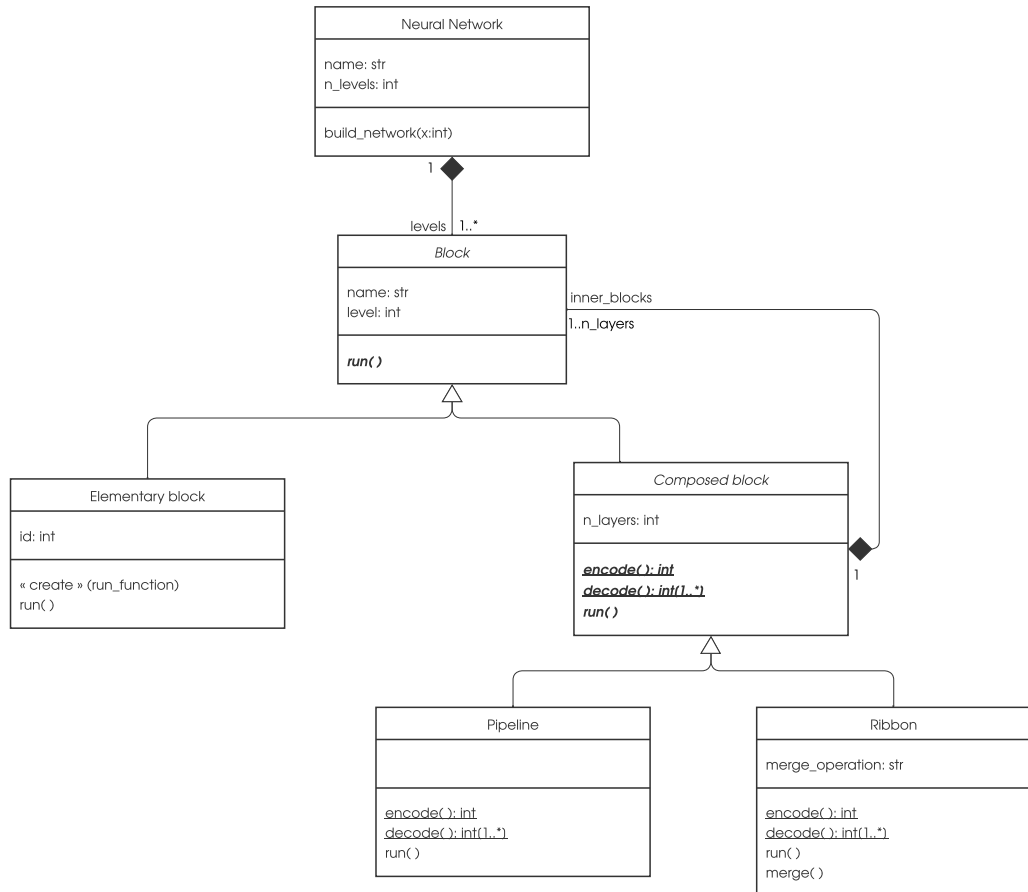 Neural Network
name: str
n_levels: int
build_network(x:int)
1
levels 1..*
Block
name: str
level: int
run( )
inner_blocks
1..n_layers
Elementary block
id: int
« create » (run_function)
run( )
Composed block
n_layers: int
encode( ): int
decode( ): int[1..*]
run( )
1
Pipeline
encode( ): int
decode( ): int[1..*]
run( )
Ribbon
merge_operation: str
encode( ): int
decode( ): int[1..*]
run( )
merge( )